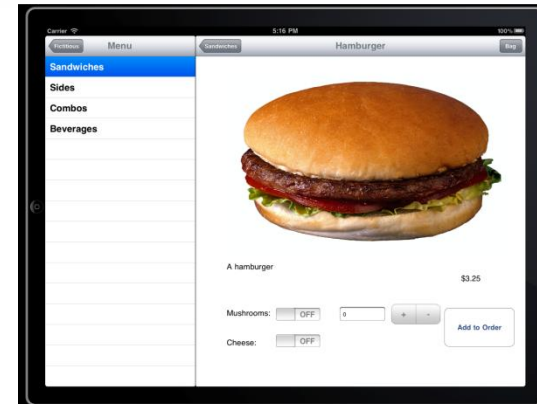 Carrier 5:16 PM 100%
Fictitious Menu Sandwiches Hamburger Bag
Sandwiches
Sides
Combos
Beverages
A hamburger
$3.25
Mushrooms: OFF 0 + -
Add to Order
Cheese: OFF